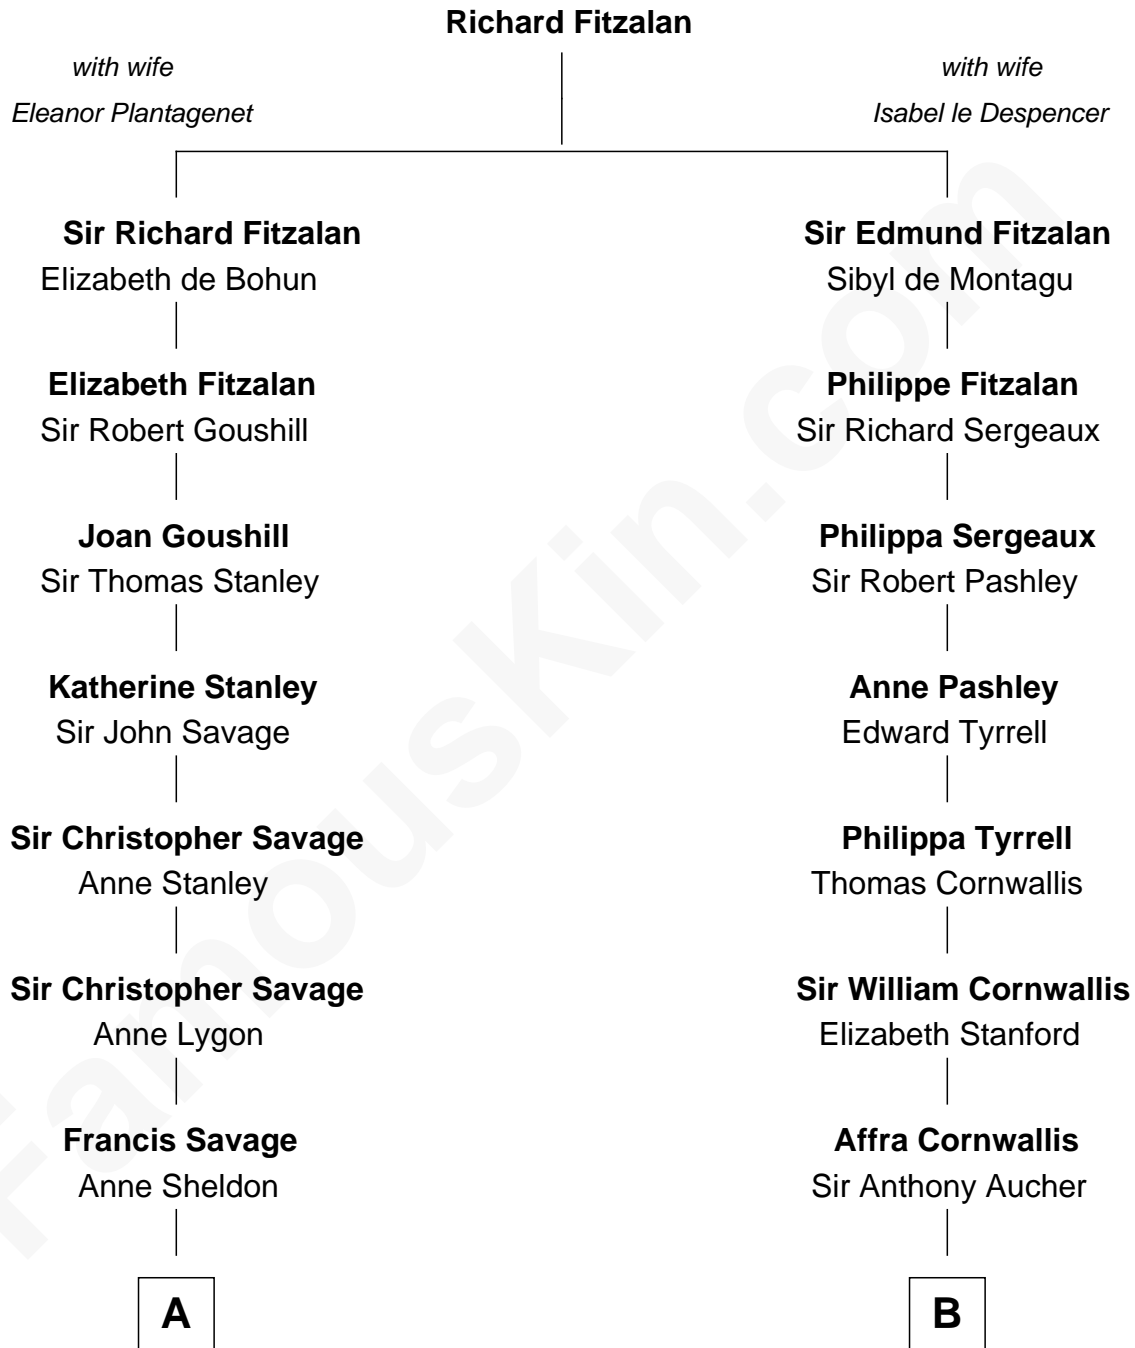 Richard Fitzalan
with wife
Eleanor Plantagenet
with wife
Isabel le Despencer
Sir Richard Fitzalan
Elizabeth de Bohun
Sir Edmund Fitzalan
Sibyl de Montagu
Elizabeth Fitzalan
Sir Robert Goushill
Philippe Fitzalan
Sir Richard Sergeaux
Joan Goushill
Sir Thomas Stanley
Philippa Sergeaux
Sir Robert Pashley
Katherine Stanley
Sir John Savage
Anne Pashley
Edward Tyrrell
Sir Christopher Savage
Anne Stanley
Philippa Tyrrell
Thomas Cornwallis
Sir Christopher Savage
Anne Lygon
Sir William Cornwallis
Elizabeth Stanford
Francis Savage
Anne Sheldon
Affra Cornwallis
Sir Anthony Aucher
A
B
FamousKin.com